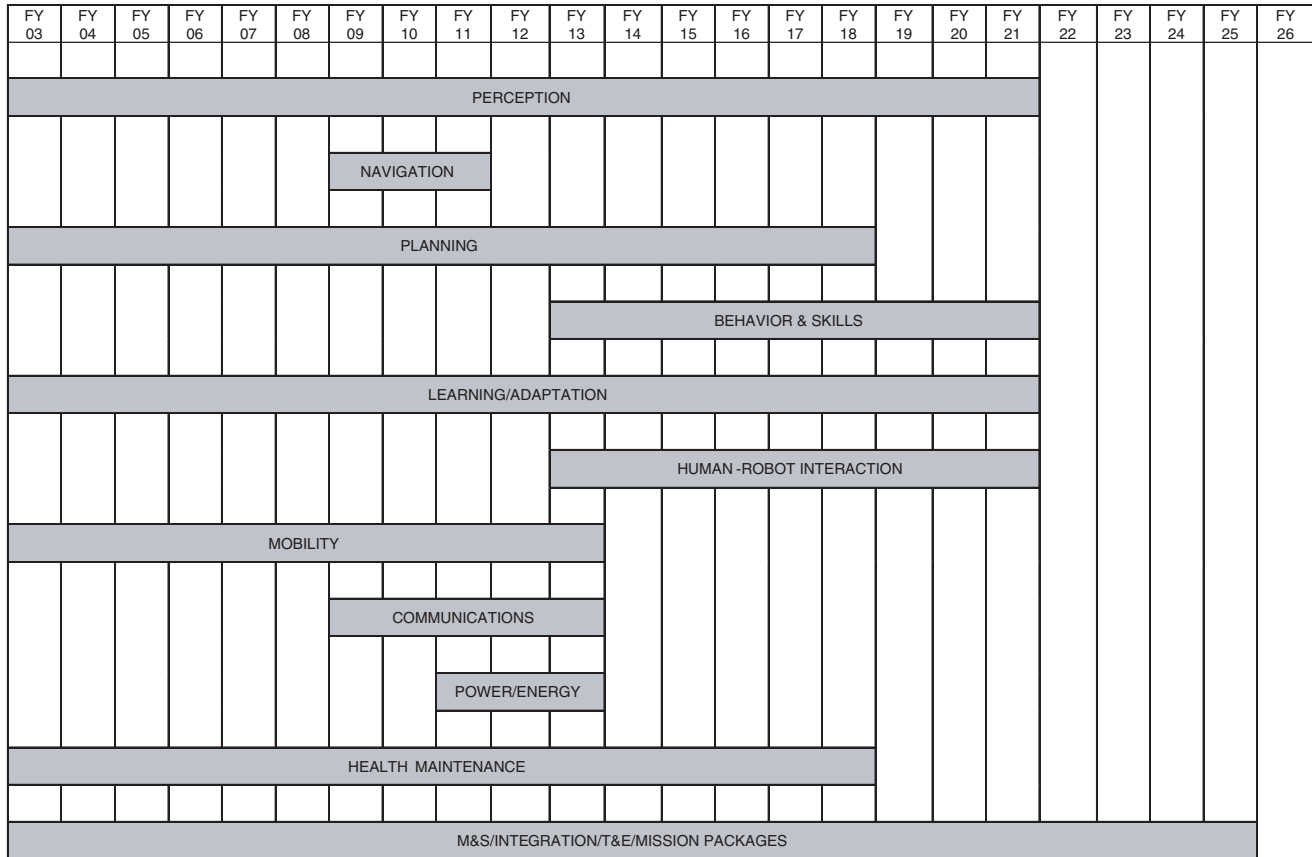 FY FY FY FY FY FY FY FY FY FY FY FY FY FY FY FY FY FY FY FY FY FY FY FY
03 04 05 06 07 08 09 10 11 12 13 14 15 16 17 18 19 20 21 22 23 24 25 26
PERCEPTION
NAVIGATION
PLANNING
BEHAVIOR & SKILLS
LEARNING/ADAPTATION
HUMAN -ROBOT INTERACTION
MOBILITY
COMMUNICATIONS
POWER/ENERGY
HEALTH MAINTENANCE
M&S/INTEGRATION/T&E/MISSION PACKAGES